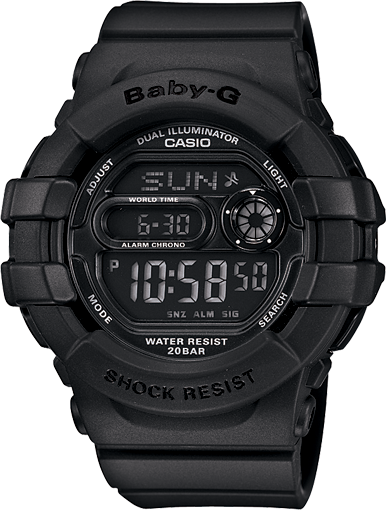 Baby-G
DUAL ILLUMINATOR
CASIO
ADJUST
LIGHT
SUN
WORLD TIME
6-30
ALARM CHRONO
P 10:58 50
SNZ ALM SIG
MODE
SEARCH
WATER RESIST
20BAR
SHOCK RESIST